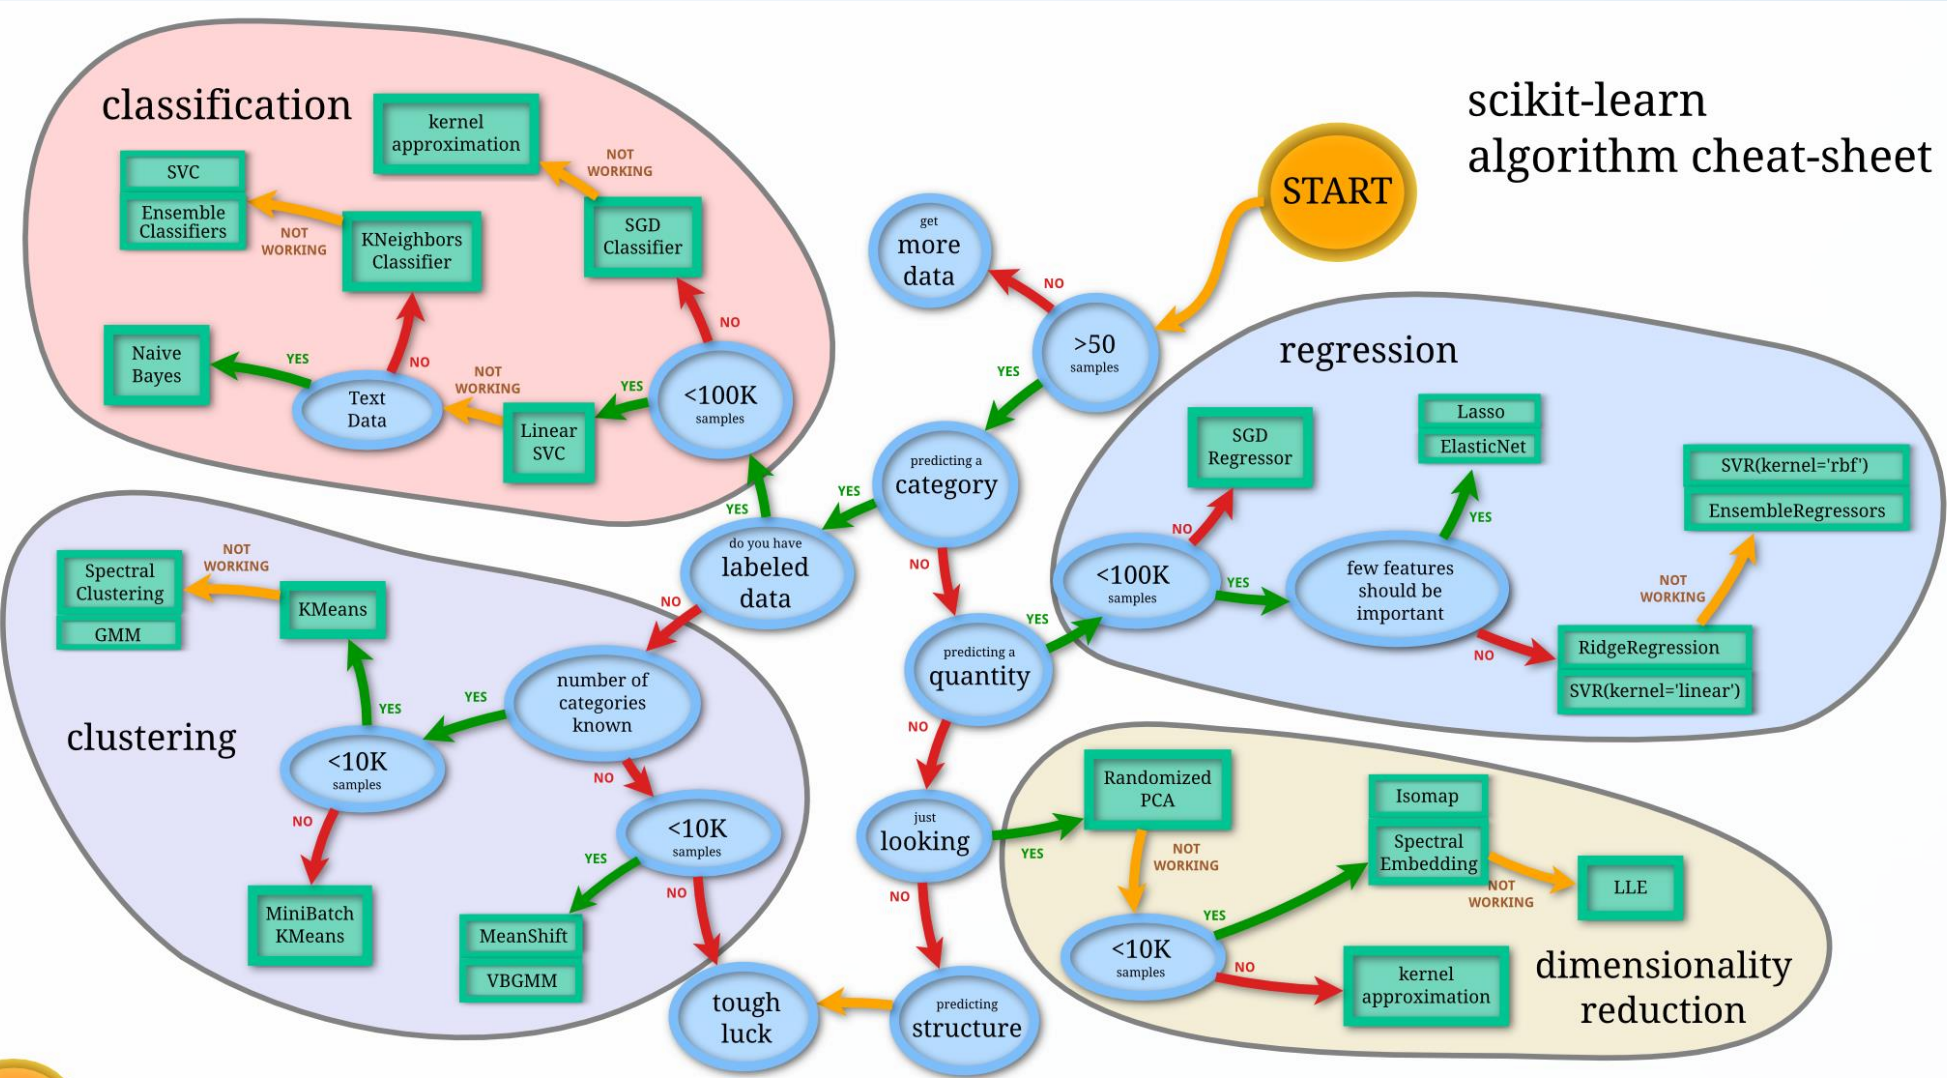 scikit-learn
algorithm cheat-sheet
START
get
more
data
NO
>50
samples
YES
predicting a
category
YES
NO
do you have
labeled
data
YES
NO
predicting a
quantity
YES
NO
just
looking
YES
NO
predicting
structure
tough
luck
classification
kernel
approximation
NOT
WORKING
SVC
Ensemble
Classifiers
NOT
WORKING
KNeighbors
Classifier
SGD
Classifier
NO
Naive
Bayes
YES
NO
Text
Data
NOT
WORKING
Linear
SVC
YES
<100K
samples
regression
SGD
Regressor
Lasso
ElasticNet
SVR(kernel='rbf')
EnsembleRegressors
NO
YES
<100K
samples
YES
few features
should be
important
NOT
WORKING
NO
RidgeRegression
SVR(kernel='linear')
clustering
Spectral
Clustering
GMM
NOT
WORKING
KMeans
number of
categories
known
YES
YES
<10K
samples
NO
NO
<10K
samples
YES
NO
MiniBatch
KMeans
MeanShift
VBGMM
Randomized
PCA
NOT
WORKING
Isomap
Spectral
Embedding
NOT
WORKING
LLE
YES
<10K
samples
NO
kernel
approximation
dimensionality
reduction